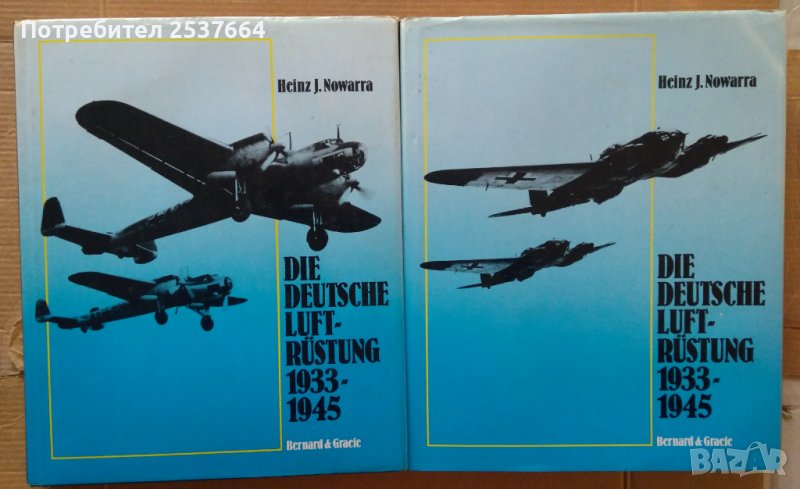 Потребител 2537664
Heinz J. Nowarra
DIE
DEUTSCHE
LUFT-
RÜSTUNG
1933-
1945
Bernard & Graefe
Heinz J. Nowarra
DIE
DEUTSCHE
LUFT-
RÜSTUNG
1933-
1945
Bernard & Graefe
BAZAR